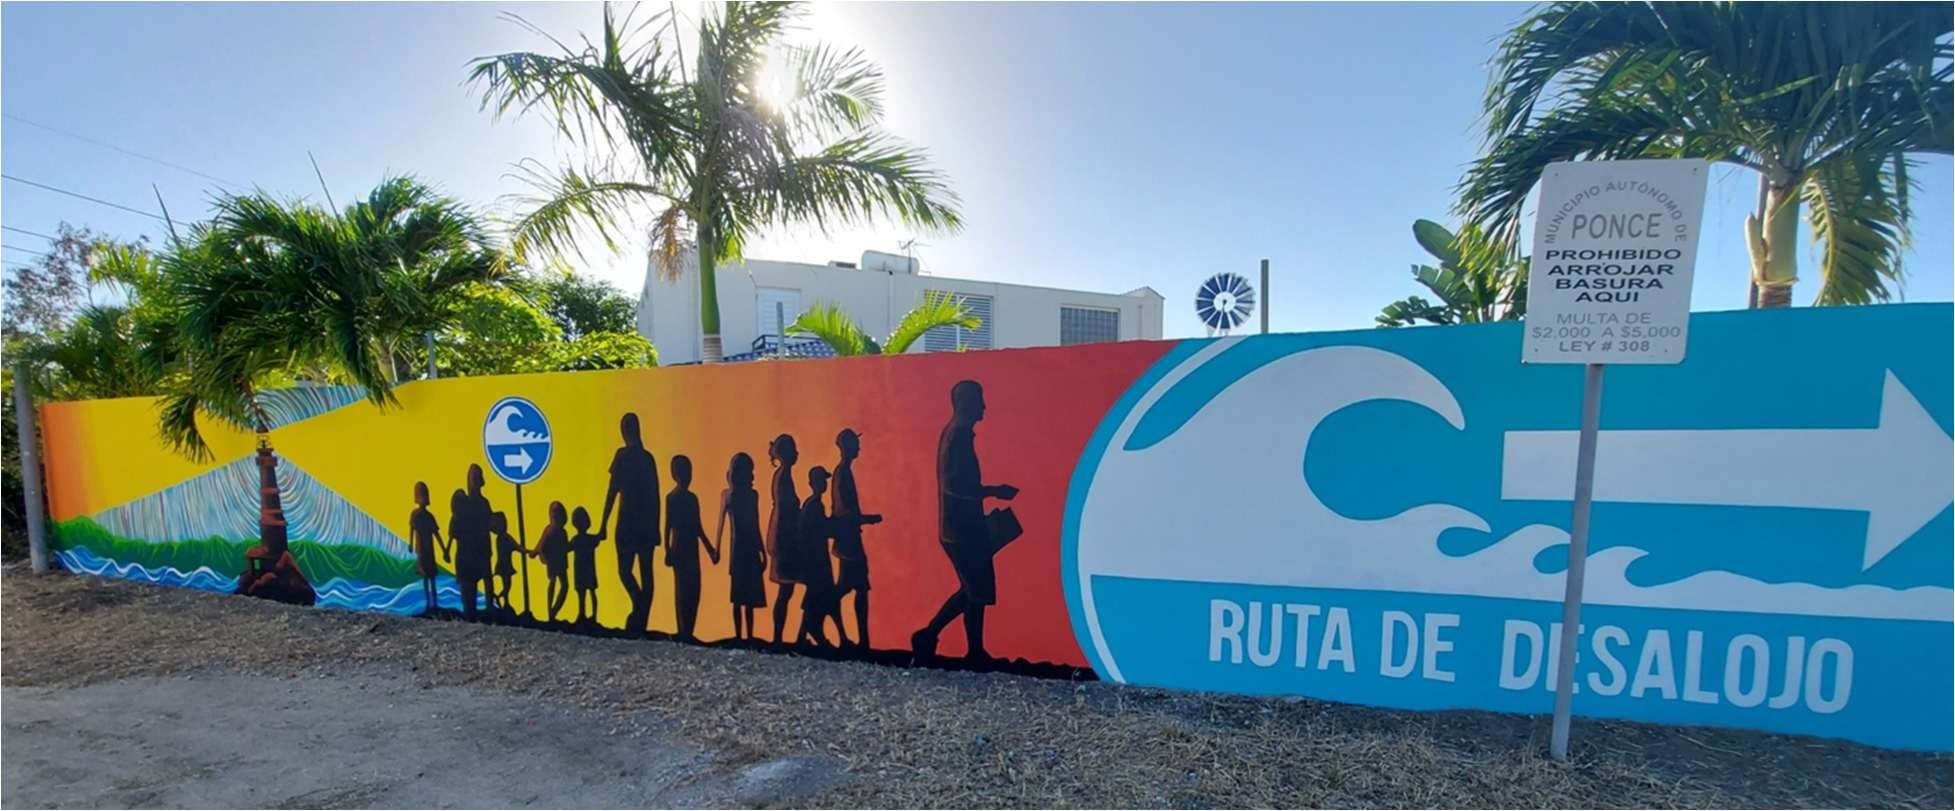 MUNICIPIO AUTÓNOMO DE
PONCE
PROHIBIDO
ARROJAR
BASURA
AQUI
MULTA DE
$2,000 A $5,000
LEY # 308
RUTA DE DESALOJO